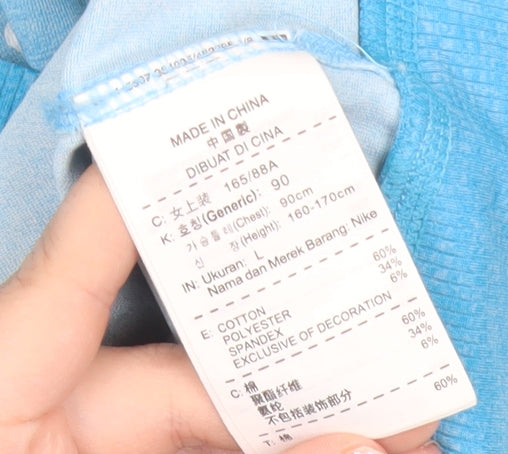 MADE IN CHINA
中国製
DIBUAT DI CINA
C: 女上装 165/88A
K: 호칭(Generic): 90
가슴둘레(Chest): 90cm
신 장(Height): 160-170cm
IN: Ukuran: L
Nama dan Merek Barang: Nike
E: COTTON 60%
POLYESTER 34%
SPANDEX 6%
EXCLUSIVE OF DECORATION
C: 棉 60%
聚酯纤维 34%
氨纶 6%
不包括装饰部分
T: 棉 60%